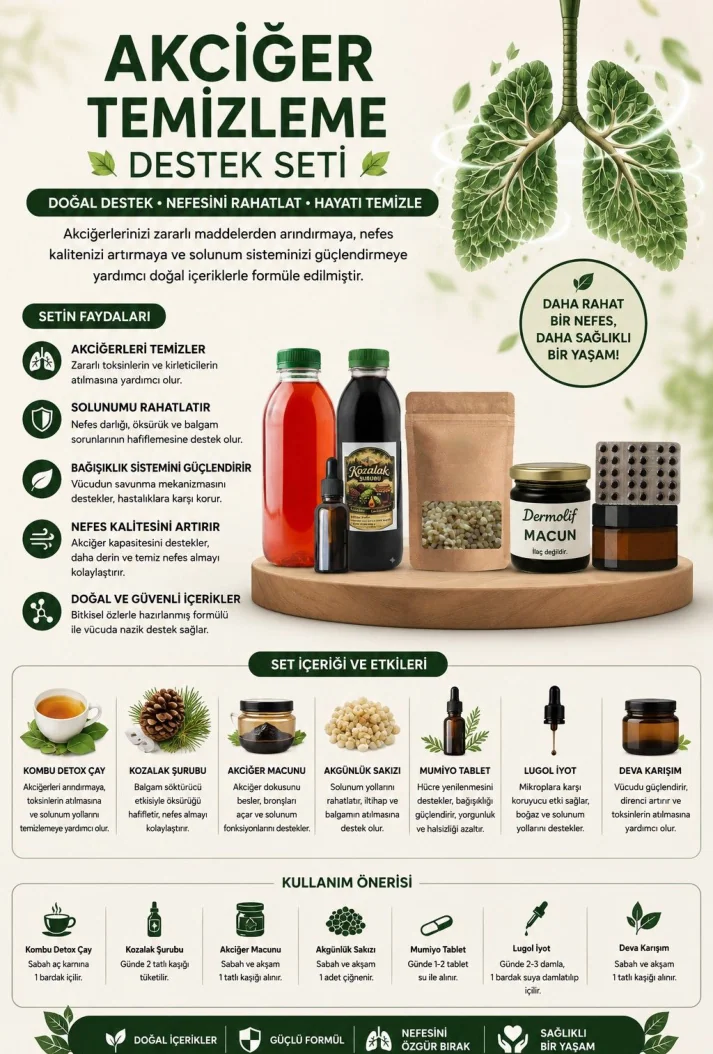 AKCİĞER
TEMİZLEME
DESTEK SETİ
DOĞAL DESTEK • NEFESİNİ RAHATLAT • HAYATI TEMİZLE
Akciğerlerinizi zararlı maddelerden arındırmaya, nefes
kalitenizi artırmaya ve solunum sisteminizi güçlendirmeye
yardımcı doğal içeriklerle formüle edilmiştir.
DAHA RAHAT
BİR NEFES,
DAHA SAĞLIKLI
BİR YAŞAM!
SETİN FAYDALARI
AKCİĞERLERİ TEMİZLER
Zararlı toksinlerin ve kirleticilerin
atılmasına yardımcı olur.
SOLUNUMU RAHATLATIR
Nefes darlığı, öksürük ve balgam
sorunlarının hafiflemesine destek olur.
BAĞIŞIKLIK SİSTEMİNİ GÜÇLENDİRİR
Vücudun savunma mekanizmasını
destekler, hastalıklara karşı korur.
NEFES KALİTESİNİ ARTIRIR
Akciğer kapasitesini destekler,
daha derin ve temiz nefes almayı
kolaylaştırır.
DOĞAL VE GÜVENLİ İÇERİKLER
Bitkisel özlerle hazırlanmış formülü
ile vücuda nazik destek sağlar.
Kozalak
ŞURUBU
Dermolif
MACUN
İlaç değildir.
SET İÇERİĞİ VE ETKİLERİ
KOMBU DETOX ÇAY
Akciğerleri arındırmaya,
toksinlerin atılmasına
ve solunum yollarını
temizlemeye yardımcı olur.
KOZALAK ŞURUBU
Balgam söktürücü
etkisiyle öksürüğü
hafifletir, nefes almayı
kolaylaştırır.
AKCİĞER MACUNU
Akciğer dokusunu
besler, bronşları
açar ve solunum
fonksiyonlarını destekler.
AKGÜNLÜK SAKIZI
Solunum yollarını
rahatlatır, iltihap ve
balgamın atılmasına
destek olur.
MUMİYO TABLET
Hücre yenilenmesini
destekler, bağışıklığı
güçlendirir, yorgunluk
ve halsizliği azaltır.
LUGOL İYOT
Mikroplara karşı
koruyucu etki sağlar,
boğaz ve solunum
yollarını destekler.
DEVA KARIŞIM
Vücudu güçlendirir,
direnci artırır ve
toksinlerin atılmasına
yardımcı olur.
KULLANIM ÖNERİSİ
Kombu Detox Çay
Sabah aç karnına
1 bardak içilir.
Kozalak Şurubu
Günde 2 tatlı kaşığı
tüketilir.
Akciğer Macunu
Sabah ve akşam
1 tatlı kaşığı alınır.
Akgünlük Sakızı
Sabah ve akşam
1 adet çiğnenir.
Mumiyo Tablet
Günde 1-2 tablet
su ile alınır.
Lugol İyot
Günde 2-3 damla,
1 bardak suya damlatılıp
içilir.
Deva Karışım
Sabah ve akşam
1 tatlı kaşığı alınır.
DOĞAL İÇERİKLER
GÜÇLÜ FORMÜL
NEFESİNİ
ÖZGÜR BIRAK
SAĞLIKLI
BİR YAŞAM